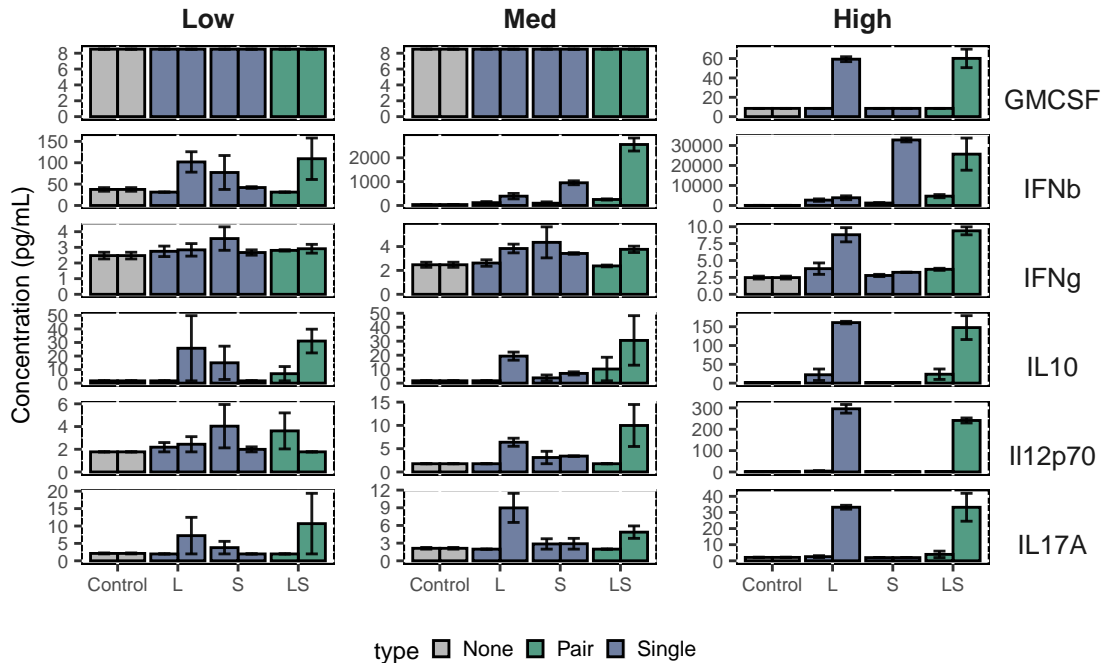 Low Med High
Concentration (pg/mL)
8 6 4 2 0
8 6 4 2 0
60 40 20 0
GMCSF
150 100 50 0
2000 1000 0
30000 20000 10000 0
IFNb
4 3 2 1 0
4 2 0
10.0 7.5 5.0 2.5 0.0
IFNg
50 40 30 20 10 0
50 40 30 20 10 0
150 100 50 0
IL10
6 4 2 0
15 10 5 0
300 200 100 0
Il12p70
20 15 10 5 0
12 9 6 3 0
40 30 20 10 0
IL17A
Control L S LS Control L S LS Control L S LS
type None Pair Single